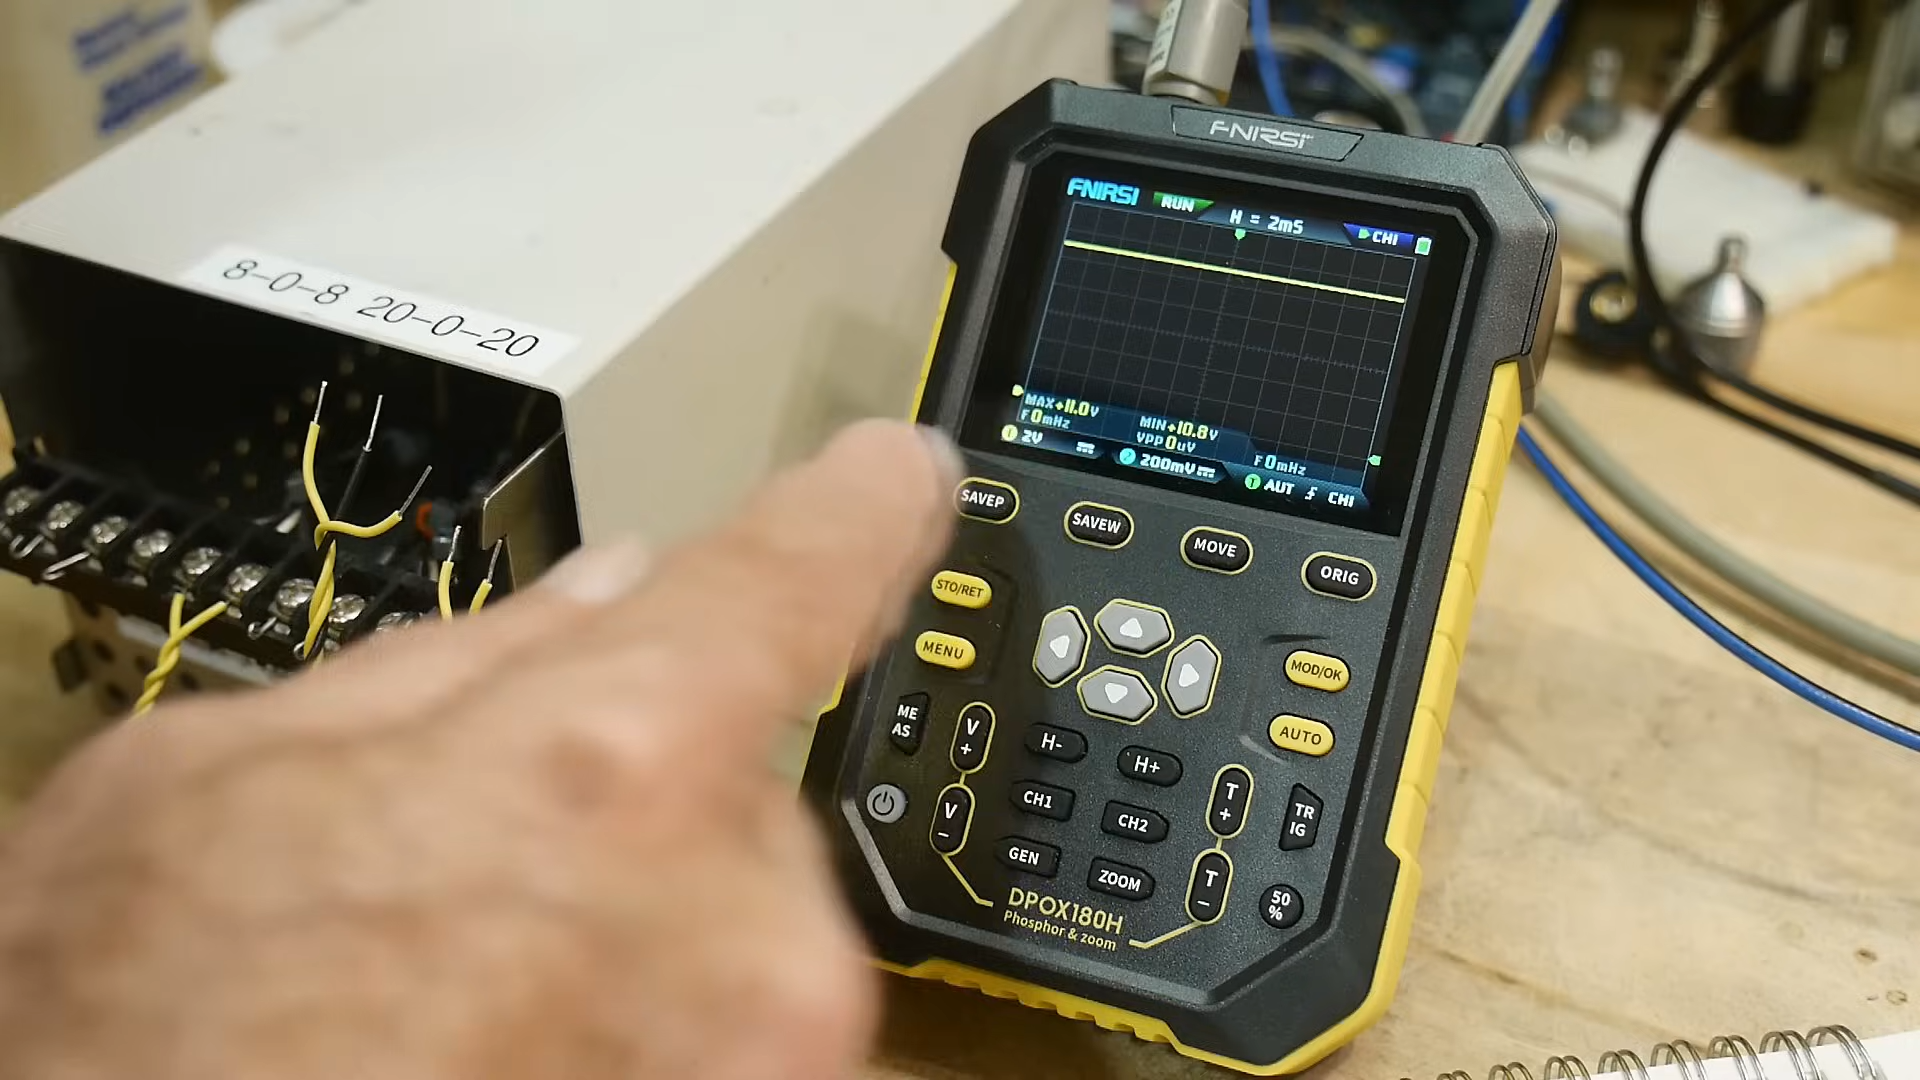 8-0-8 20-0-20
FNIRSI
FNIRSI RUN H = 2mS CH1
MAX+11.0V MIN+10.8V
F 0mHz VPP 0uV F 0mHz
1 2V 2 200mV T AUT CH1
SAVEP SAVEW MOVE ORIG
STO/RET
MENU MOD/OK
AUTO
ME
AS
V
+
H- H+
T
+
TR
IG
V
-
CH1 CH2
GEN ZOOM
T
-
50
%
DPOX180H
Phosphor & zoom